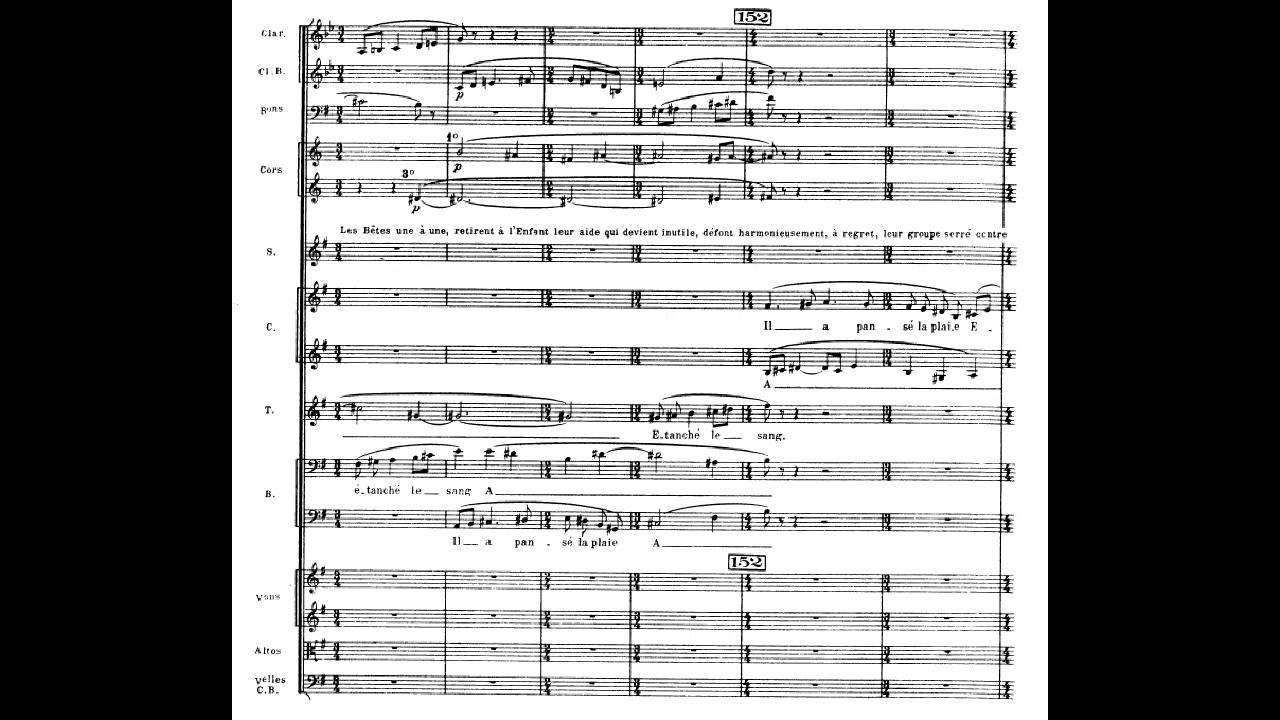 152
Clar.
Cl.B.
Bons
1º
p
p
Cors
3º
p
Les Bêtes une à une, retirent à l'Enfant leur aide qui devient inutile, défont harmonieusement, à regret, leur groupe serré contre
S.
C.
Il a pan - sé la plaie E -
A
T.
E-tanché le sang.
B.
é-tanché le sang A
Il a pan - sé la plaie A
152
Vons
Altos
Velles
C.B.